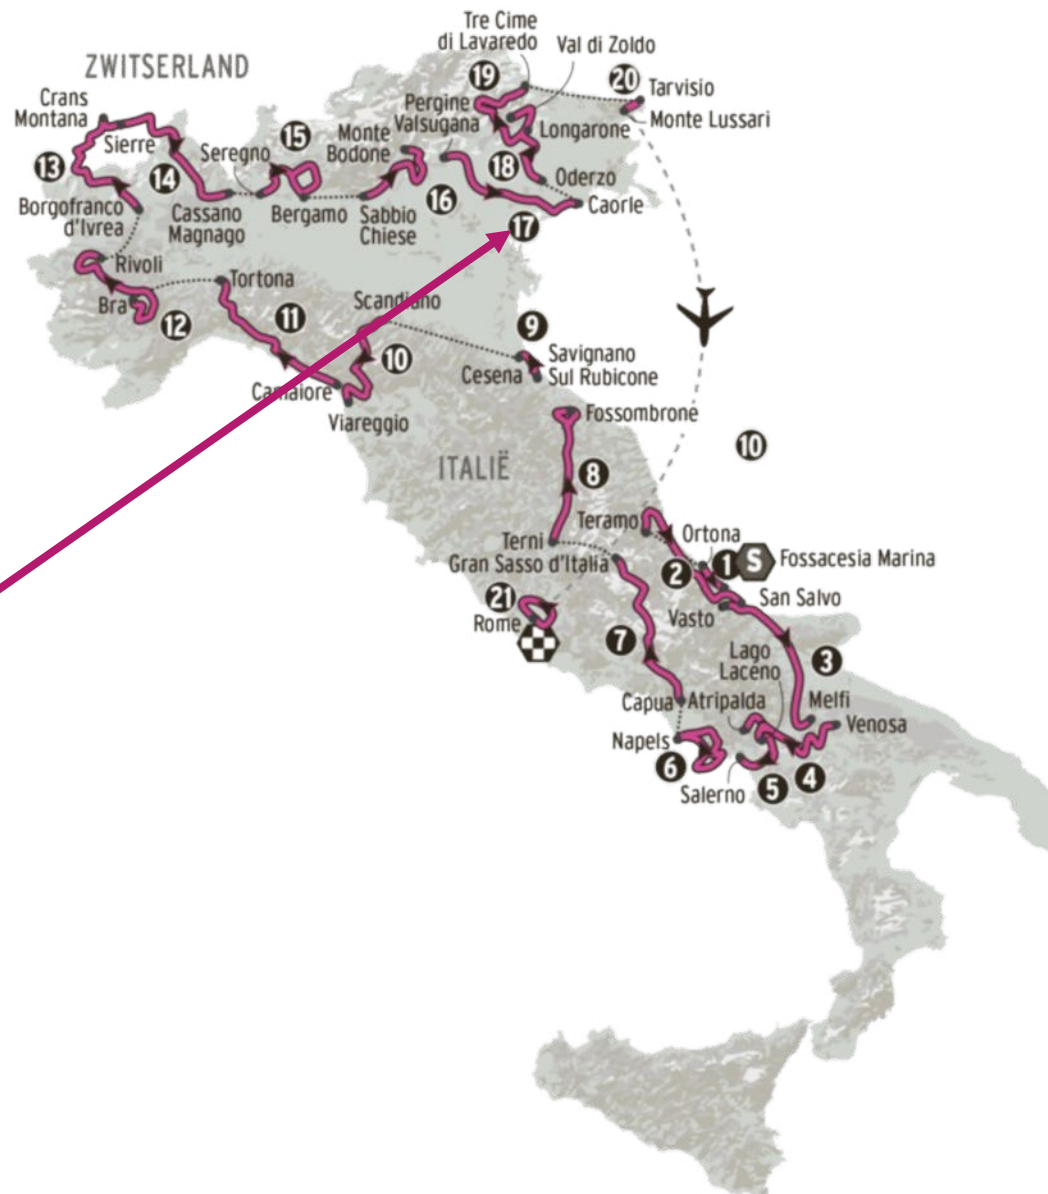 Tre Cime
di Lavaredo
Val di Zoldo
ZWITSERLAND
19
20
Tarvisio
Crans
Montana
Pergine
Valsugana
Monte Lussari
15
Monte
Bodone
Longarone
Sierre
Seregno
13
14
18
16
Oderzo
Borgofranco
d'Ivrea
Cassano
Magnago
Bergamo
Sabbio
Chiese
Caorle
17
Rivoli
Tortona
Bra
Scandiano
12
11
9
10
Savignano
Sul Rubicone
Cesena
Camaiore
Viareggio
Fossombrone
10
ITALIË
8
Teramo
Ortona
Terni
Gran Sasso d'Italia
1
S
Fossacesia Marina
2
21
San Salvo
Rome
Vasto
7
Lago
Laceno
3
Capua
Atripalda
Melfi
Venosa
Napels
6
5
4
Salerno